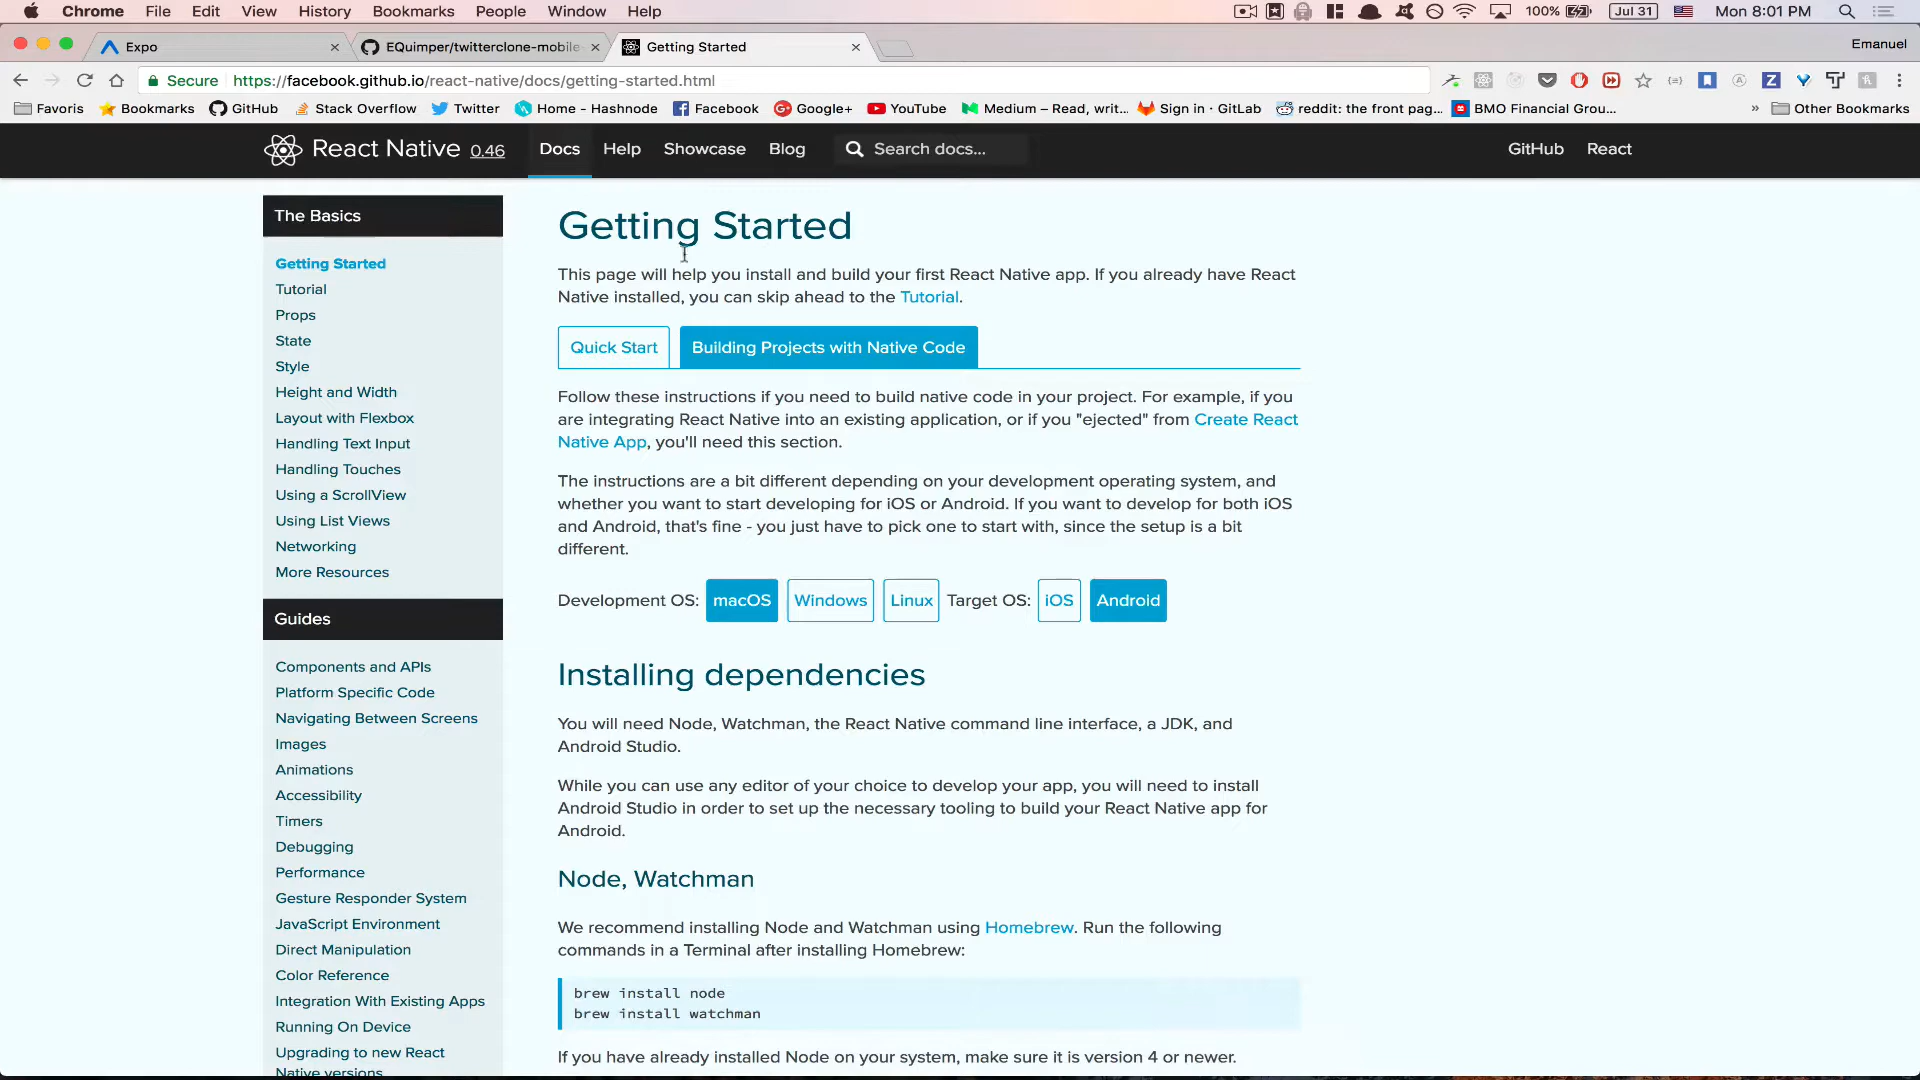 Chrome File Edit View History Bookmarks People Window Help 100% Jul 31 Mon 8:01 PM
Expo EQuimper/twitterclone-mobile- Getting Started Emanuel
Secure https://facebook.github.io/react-native/docs/getting-started.html
Favoris Bookmarks GitHub Stack Overflow Twitter Home - Hashnode Facebook Google+ YouTube Medium – Read, writ... Sign in · GitLab reddit: the front pag... BMO Financial Grou... » Other Bookmarks
React Native 0.46 Docs Help Showcase Blog Search docs... GitHub React
The Basics
Getting Started
Tutorial
Props
State
Style
Height and Width
Layout with Flexbox
Handling Text Input
Handling Touches
Using a ScrollView
Using List Views
Networking
More Resources
Guides
Components and APIs
Platform Specific Code
Navigating Between Screens
Images
Animations
Accessibility
Timers
Debugging
Performance
Gesture Responder System
JavaScript Environment
Direct Manipulation
Color Reference
Integration With Existing Apps
Running On Device
Upgrading to new React
Native versions
Getting Started
This page will help you install and build your first React Native app. If you already have React
Native installed, you can skip ahead to the Tutorial.
Quick Start Building Projects with Native Code
Follow these instructions if you need to build native code in your project. For example, if you
are integrating React Native into an existing application, or if you "ejected" from Create React
Native App, you'll need this section.
The instructions are a bit different depending on your development operating system, and
whether you want to start developing for iOS or Android. If you want to develop for both iOS
and Android, that's fine - you just have to pick one to start with, since the setup is a bit
different.
Development OS: macOS Windows Linux Target OS: iOS Android
Installing dependencies
You will need Node, Watchman, the React Native command line interface, a JDK, and
Android Studio.
While you can use any editor of your choice to develop your app, you will need to install
Android Studio in order to set up the necessary tooling to build your React Native app for
Android.
Node, Watchman
We recommend installing Node and Watchman using Homebrew. Run the following
commands in a Terminal after installing Homebrew:
brew install node
brew install watchman
If you have already installed Node on your system, make sure it is version 4 or newer.